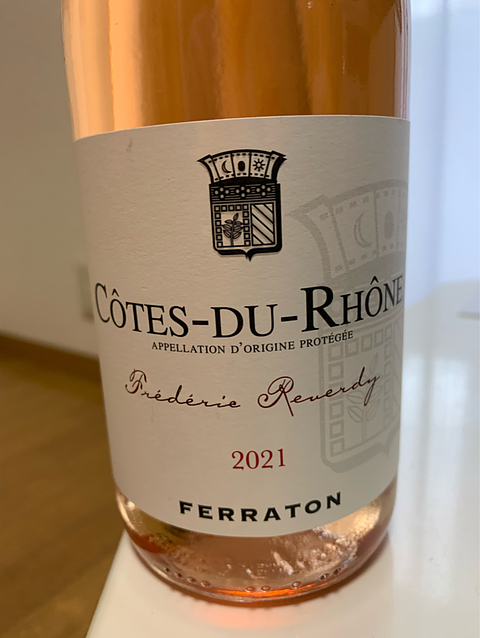 CÔTES-DU-RHÔNE
APPELLATION D'ORIGINE PROTÉGÉE
Frédéric Reverdy
2021
FERRATON